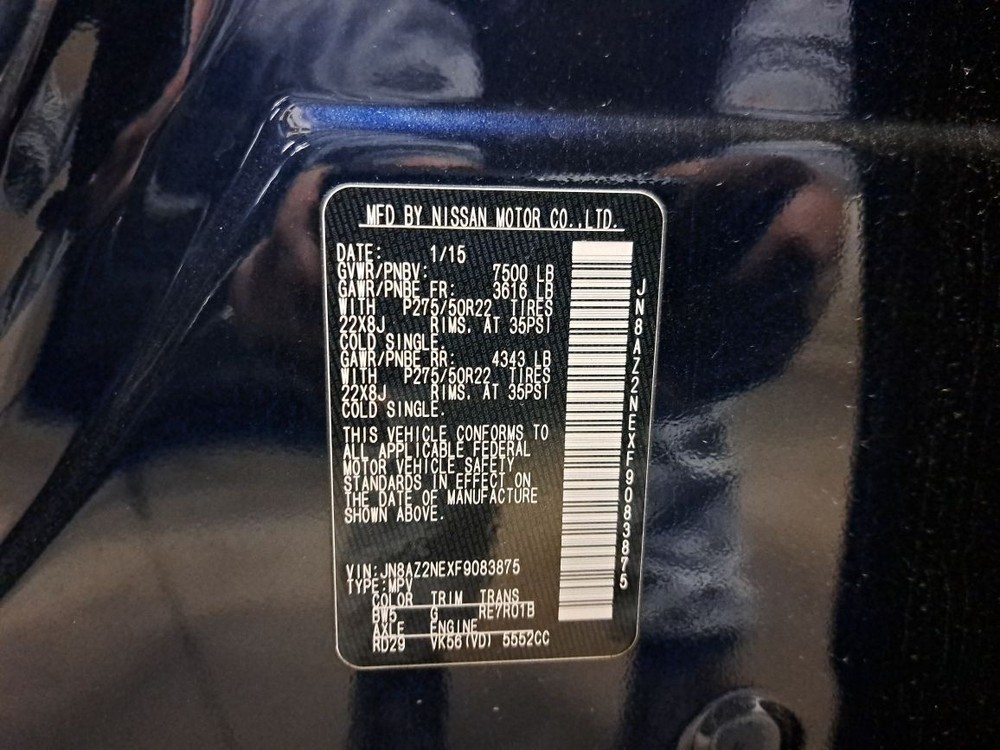 MFD BY NISSAN MOTOR CO.,LTD.
DATE: 1/15
GVWR/PNBV: 7500 LB
GAWR/PNBE FR: 3616 LB
WITH P275/50R22 TIRES
22X8J RIMS. AT 35PSI
COLD SINGLE.
GAWR/PNBE RR: 4343 LB
WITH P275/50R22 TIRES
22X8J RIMS. AT 35PSI
COLD SINGLE.
THIS VEHICLE CONFORMS TO
ALL APPLICABLE FEDERAL
MOTOR VEHICLE SAFETY
STANDARDS IN EFFECT ON
THE DATE OF MANUFACTURE
SHOWN ABOVE.
VIN:JN8AZ2NEXF9083875
TYPE:MPV
COLOR TRIM TRANS
BW5 G RE7R01B
AXLE ENGINE
RD29 VK56(VD) 5552CC
JN8AZ2NEXF9083875